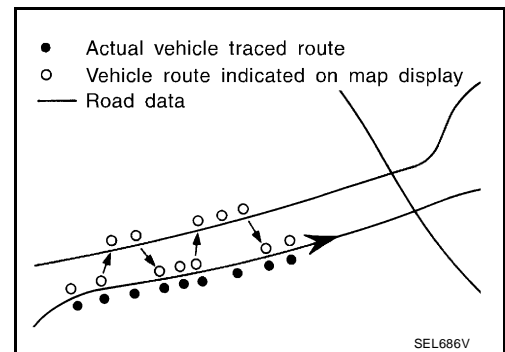 Actual vehicle traced route
Vehicle route indicated on map display
Road data
SEL686V